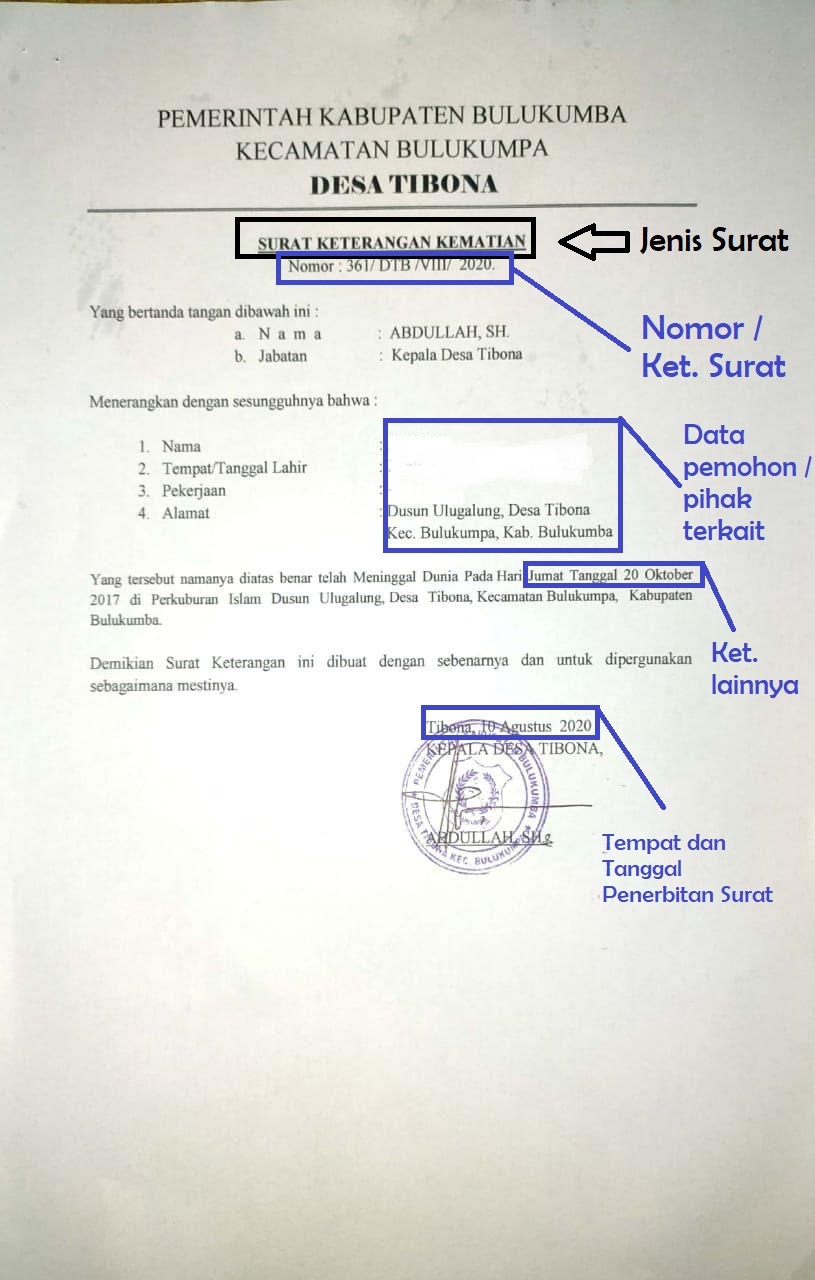 PEMERINTAH KABUPATEN BULUKUMBA
KECAMATAN BULUKUMPA
DESA TIBONA
SURAT KETERANGAN KEMATIAN
Jenis Surat
Nomor : 361/ DTB /VIII/ 2020.
Nomor /
Ket. Surat
Yang bertanda tangan dibawah ini :
a. N a m a : ABDULLAH, SH.
b. Jabatan : Kepala Desa Tibona
Menerangkan dengan sesungguhnya bahwa :
1. Nama :
2. Tempat/Tanggal Lahir :
3. Pekerjaan :
4. Alamat : Dusun Ulugalung, Desa Tibona
Kec. Bulukumpa, Kab. Bulukumba
Data
pemohon /
pihak
terkait
Yang tersebut namanya diatas benar telah Meninggal Dunia Pada Hari Jumat Tanggal 20 Oktober
2017 di Perkuburan Islam Dusun Ulugalung, Desa Tibona, Kecamatan Bulukumpa, Kabupaten
Bulukumba.
Ket.
lainnya
Demikian Surat Keterangan ini dibuat dengan sebenarnya dan untuk dipergunakan
sebagaimana mestinya.
Tibona, 10 Agustus 2020
KEPALA DESA TIBONA,
BULUKUMBA
DESA TIBONA KEC. BULUKUMPA
ABDULLAH, SH
Tempat dan
Tanggal
Penerbitan Surat